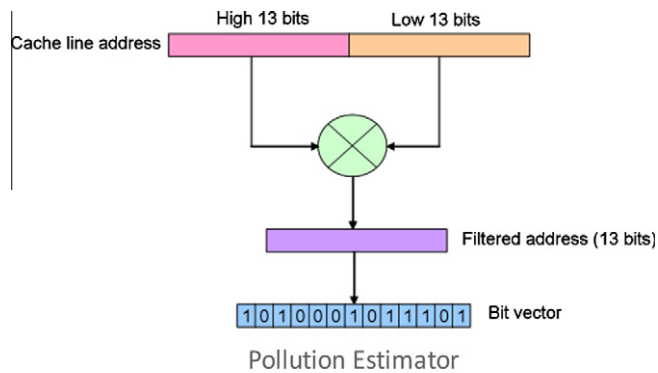 High 13 bits
Low 13 bits
Cache line address
Filtered address (13 bits)
1 0 1 0 0 0 1 0 1 1 1 0 1
Bit vector
Pollution Estimator